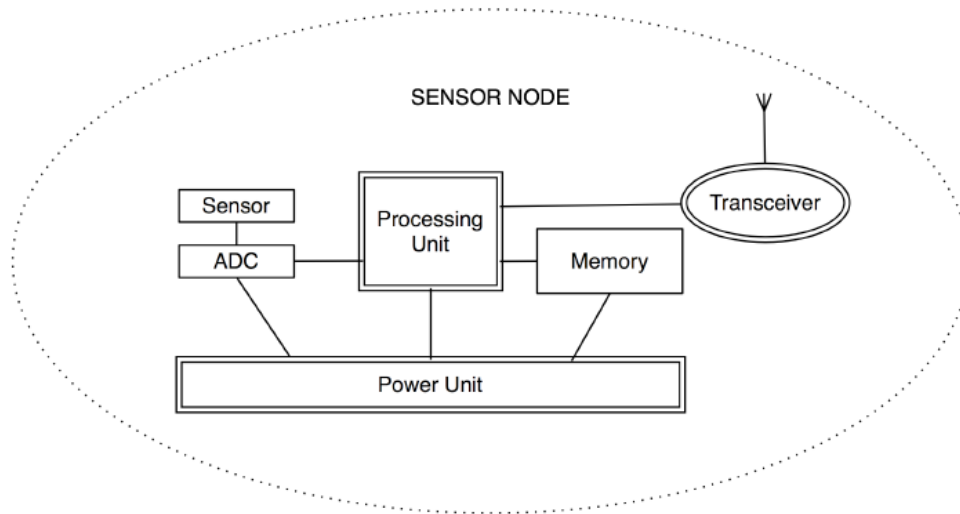 SENSOR NODE
Sensor
ADC
Processing
Unit
Transceiver
Memory
Power Unit